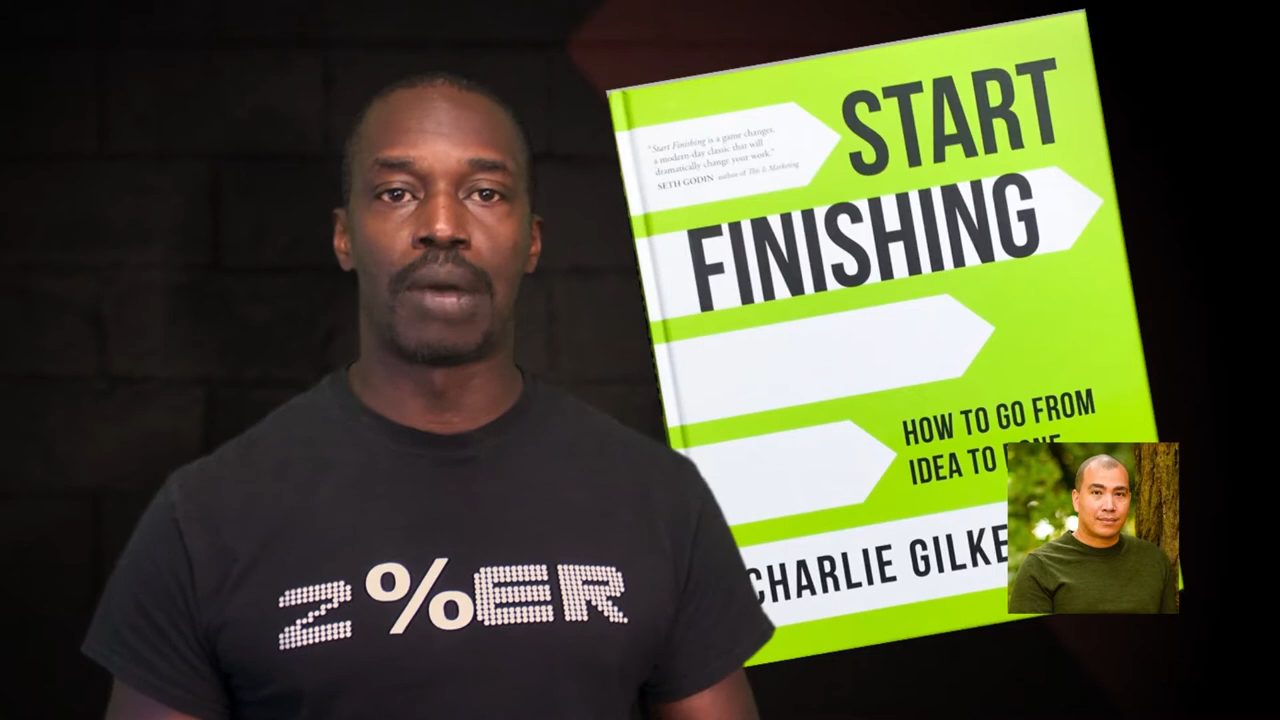 "Start Finishing is a game changer,
a modern-day classic that will
dramatically change your work."
SETH GODIN author of This Is Marketing
START
FINISHING
HOW TO GO FROM
IDEA TO DONE
CHARLIE GILKE
2%ER